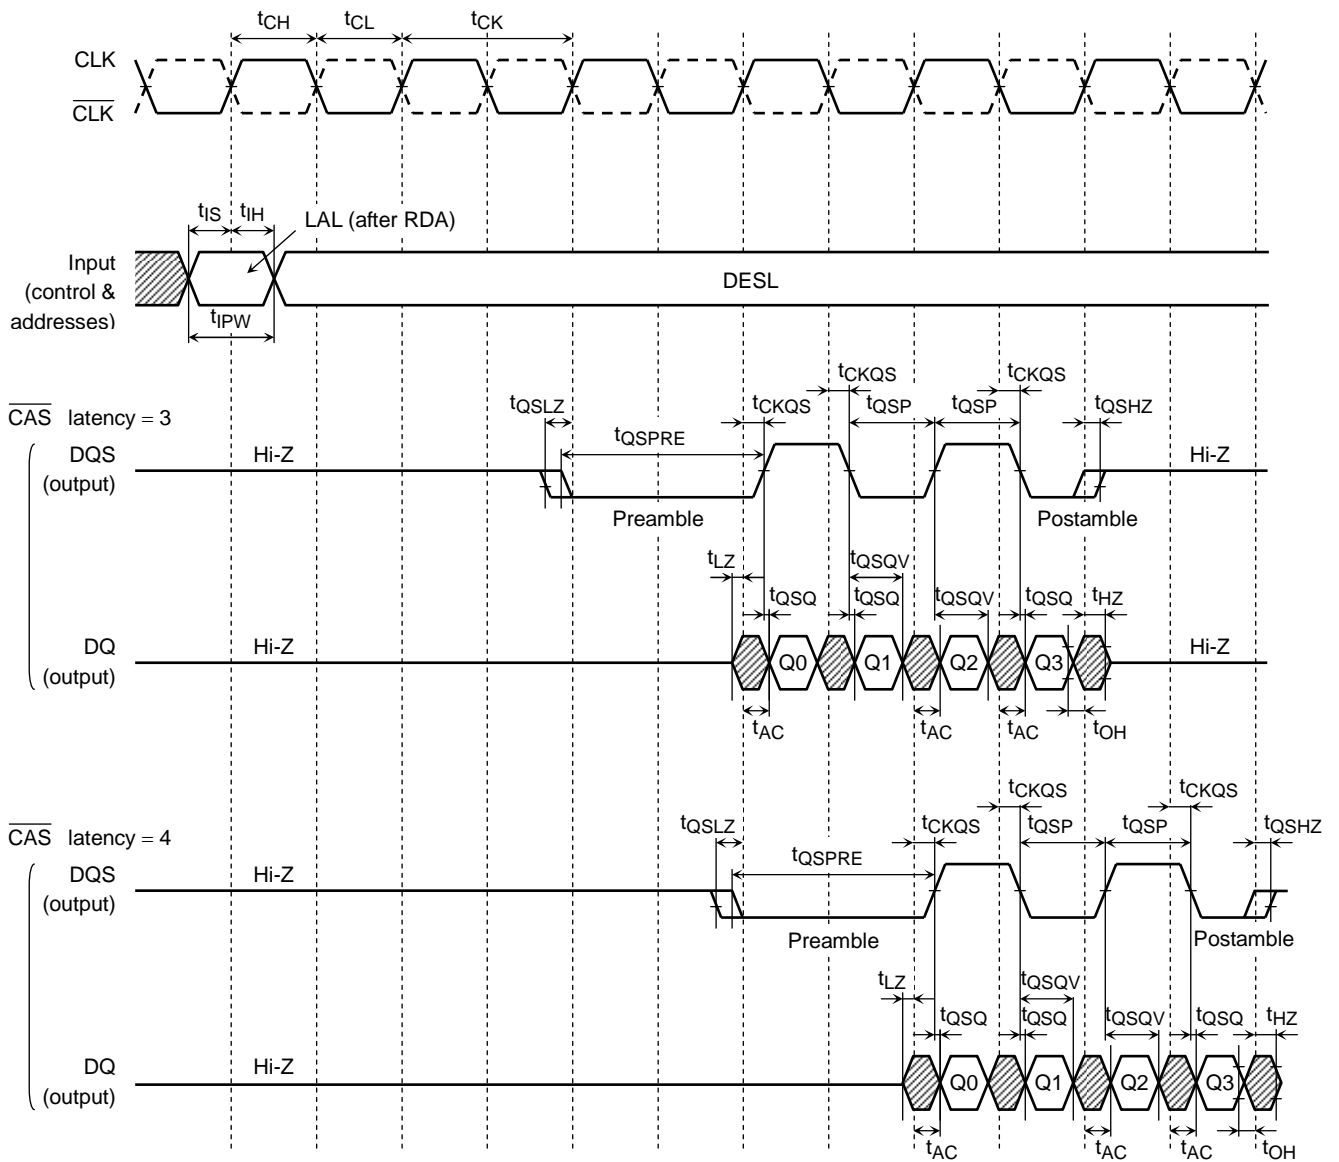 tCH tCL tCK
CLK
CLK
tIS tIH LAL (after RDA)
Input
(control &
addresses)
DESL
tIPW
tCKQS tCKQS
CAS latency = 3
tQSLZ tCKQS tQSP tQSP tQSHZ
tQSPRE
DQS
(output)
Hi-Z Hi-Z
Preamble Postamble
tLZ tQSQV
tQSQ tQSQ tQSQV tQSQ tHZ
DQ
(output)
Hi-Z Q0 Q1 Q2 Q3 Hi-Z
tAC tAC tAC tOH
tCKQS tCKQS
CAS latency = 4
tQSLZ tCKQS tQSP tQSP tQSHZ
tQSPRE
DQS
(output)
Hi-Z
Preamble Postamble
tLZ tQSQV
tQSQ tQSQ tQSQV tQSQ tHZ
DQ
(output)
Hi-Z Q0 Q1 Q2 Q3
tAC tAC tAC tOH